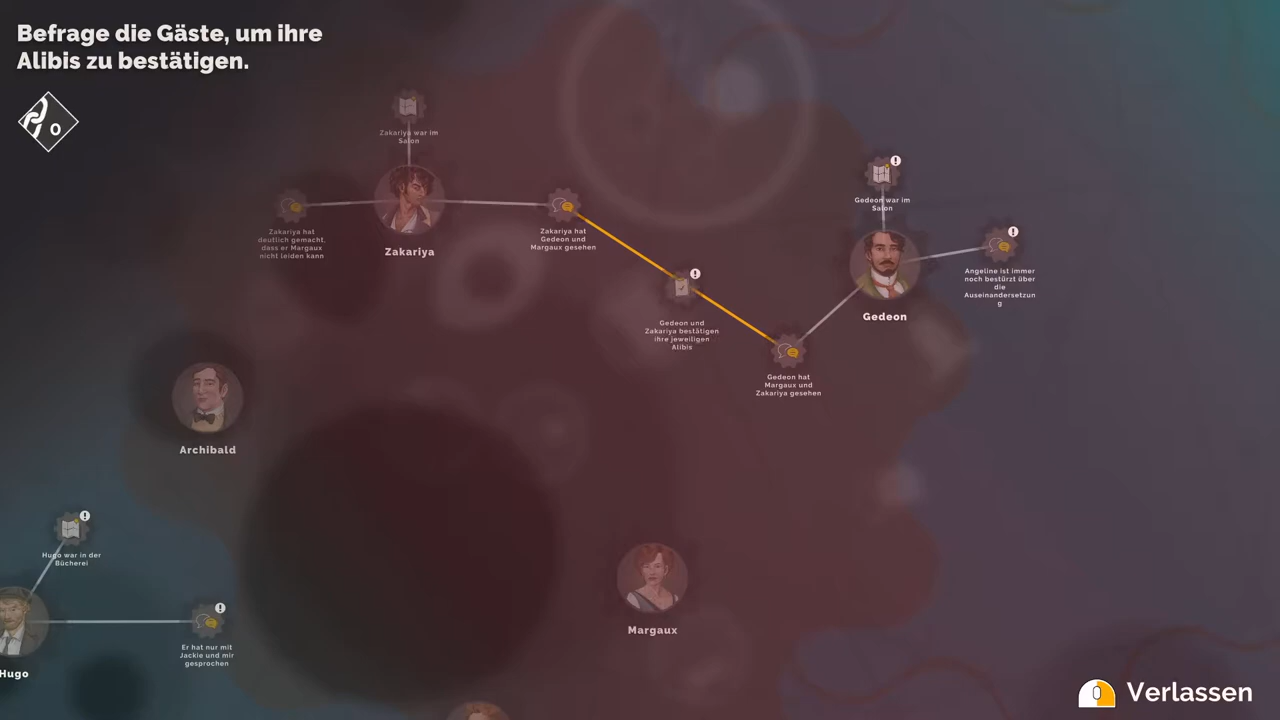 Befrage die Gäste, um ihre
Alibis zu bestätigen.
0
Zakariya war im
Salon
Zakariya hat
deutlich gemacht,
dass er Margaux
nicht leiden kann
Zakariya
Zakariya hat
Gedeon und
Margaux gesehen
Gedeon war im
Salon
Gedeon
Angeline ist immer
noch bestürzt über
die
Auseinandersetzun
g
Gedeon und
Zakariya bestätigen
ihre jeweiligen
Alibis
Gedeon hat
Margaux und
Zakariya gesehen
Archibald
Hugo war in der
Bücherei
Hugo
Er hat nur mit
Jackie und mir
gesprochen
Margaux
Verlassen